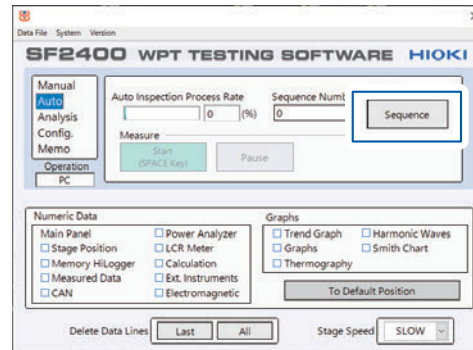 Data File System Version
SF2400 WPT TESTING SOFTWARE HIOKI
Manual
Auto
Analysis
Config.
Memo
Operation
PC
Auto Inspection Process Rate
0 (%)
Sequence Numb
0
Sequence
Measure
Start
(SPACE Key)
Pause
Numeric Data
Main Panel
Stage Position
Memory HiLogger
Measured Data
CAN
Power Analyzer
LCR Meter
Calculation
Ext. Instruments
Electromagnetic
Graphs
Trend Graph
Graphs
Thermography
Harmonic Waves
Smith Chart
To Default Position
Delete Data Lines Last All
Stage Speed SLOW